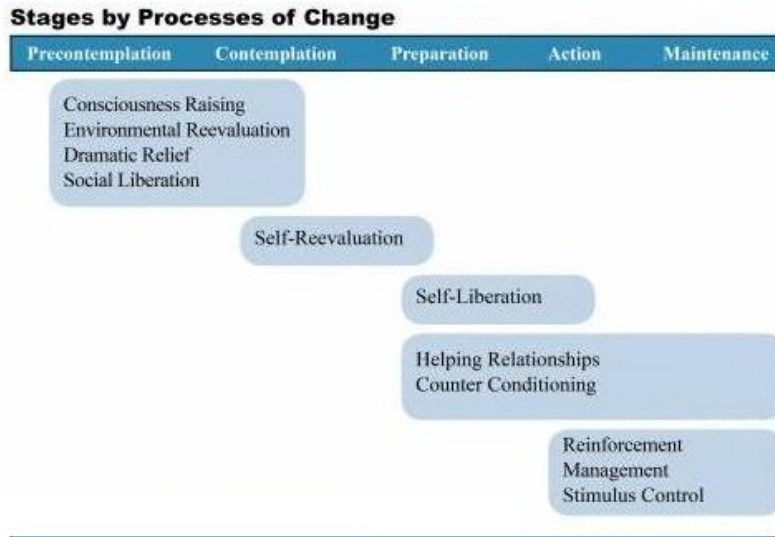 Stages by Processes of Change
Precontemplation Contemplation Preparation Action Maintenance
Consciousness Raising
Environmental Reevaluation
Dramatic Relief
Social Liberation
Self-Reevaluation
Self-Liberation
Helping Relationships
Counter Conditioning
Reinforcement
Management
Stimulus Control